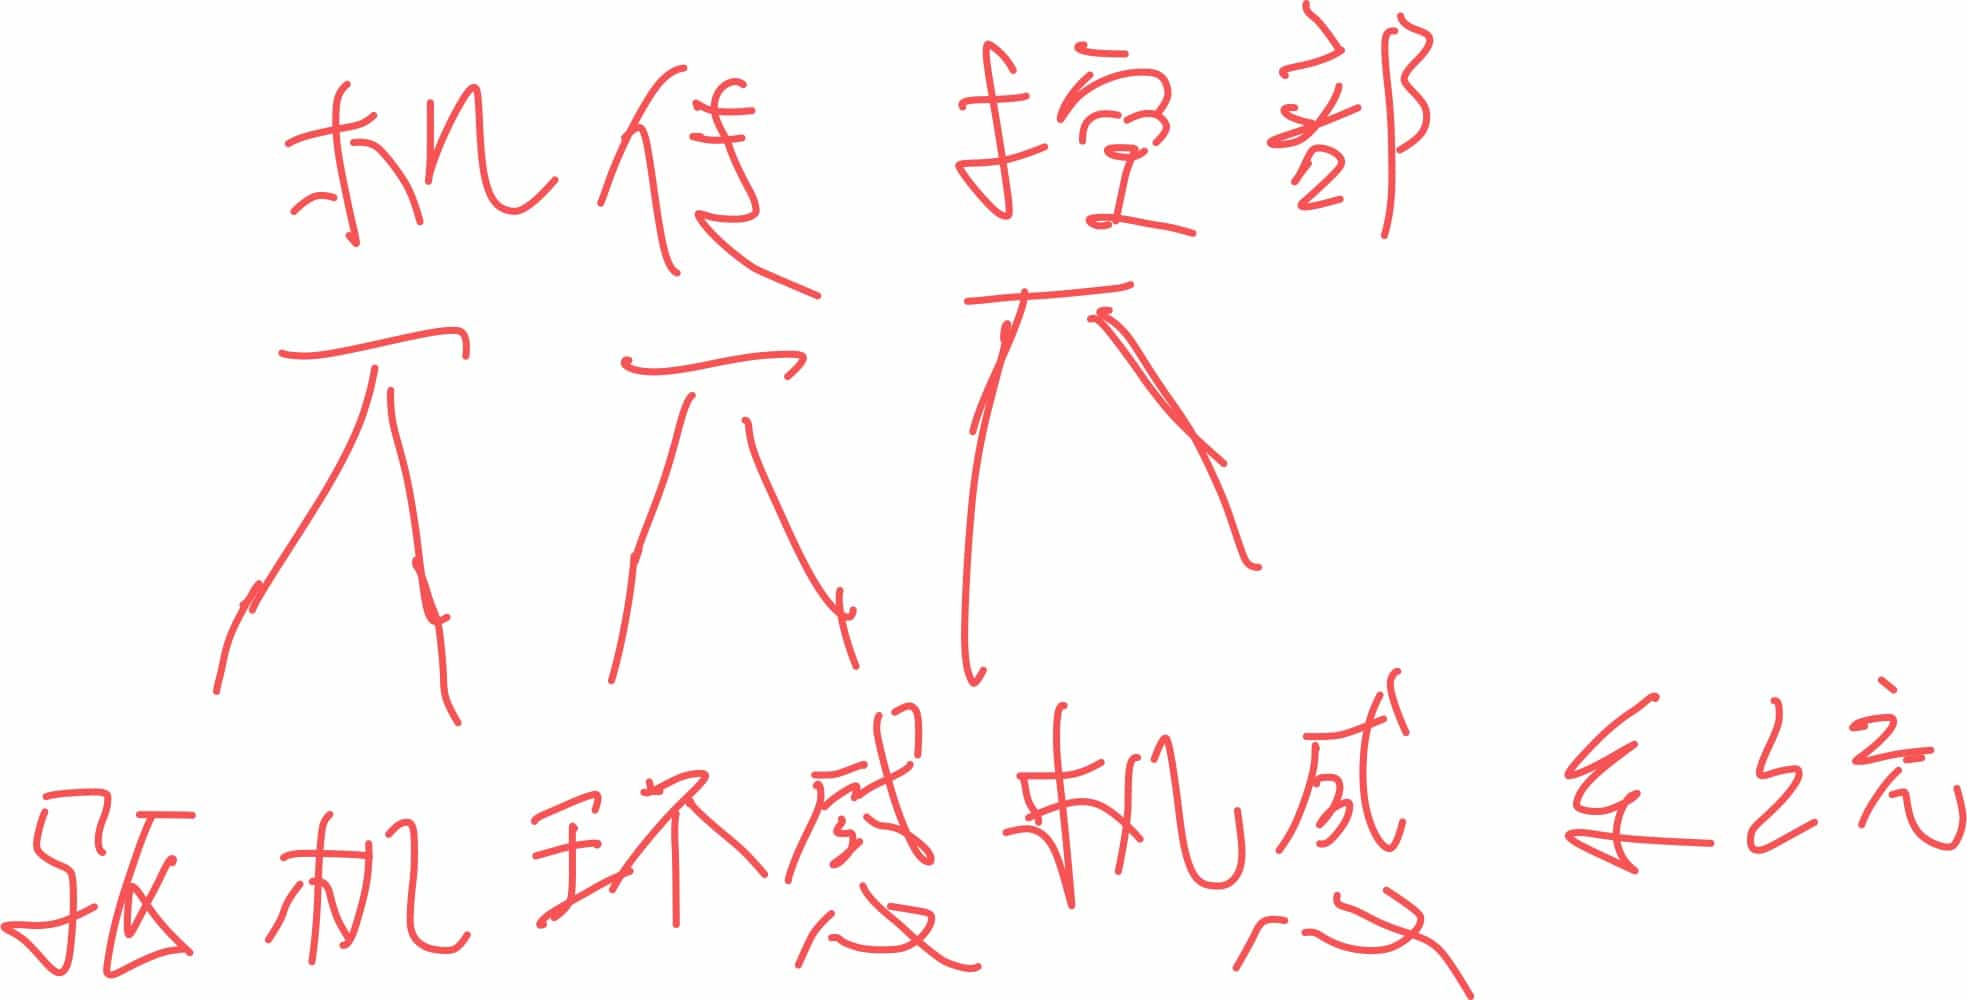 机 传 控 部
驱 机 环 感 机 感 系 统